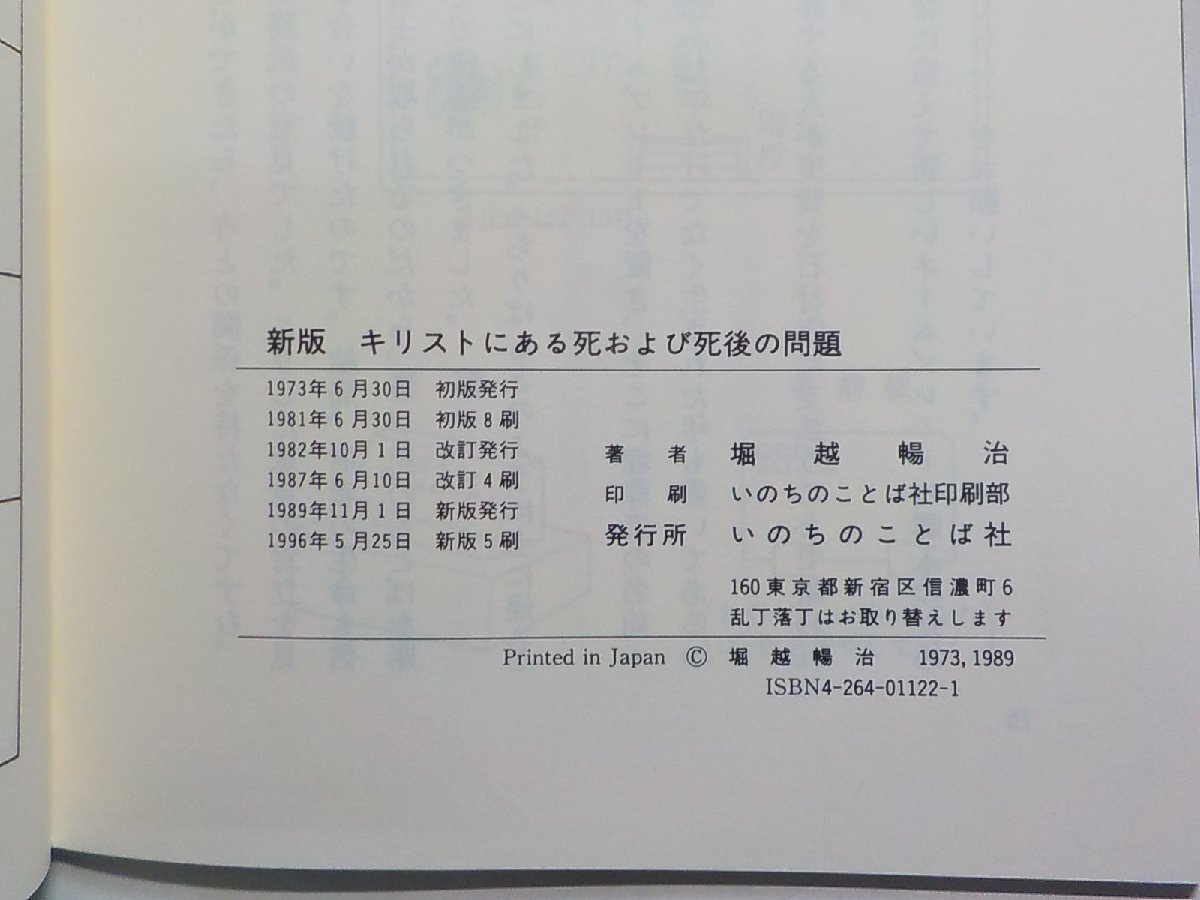 新版　キリストにある死および死後の問題
1973年6月30日　初版発行
1981年6月30日　初版8刷
1982年10月1日　改訂発行
1987年6月10日　改訂4刷
1989年11月1日　新版発行
1996年5月25日　新版5刷
著者　堀越暢治
印刷　いのちのことば社印刷部
発行所　いのちのことば社
160東京都新宿区信濃町6
乱丁落丁はお取り替えします
Printed in Japan　©　堀越暢治　1973, 1989
ISBN4-264-01122-1